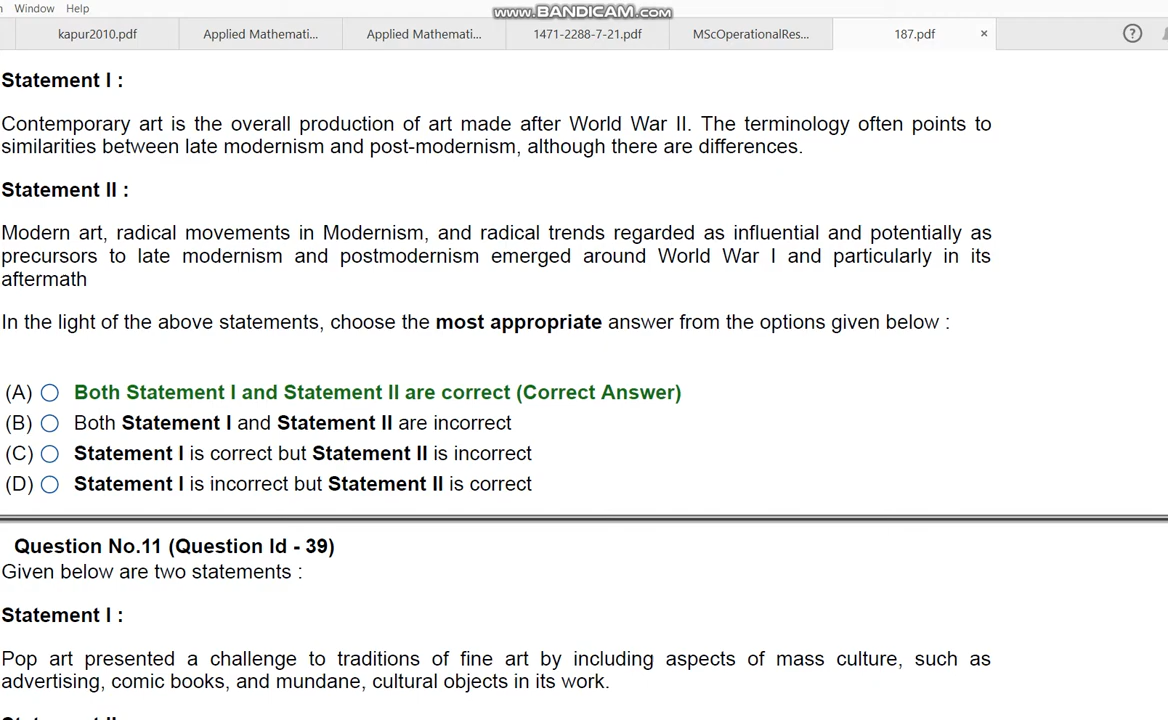 Window Help
www.BANDICAM.com
kapur2010.pdf Applied Mathemati... Applied Mathemati... 1471-2288-7-21.pdf MScOperationalRes... 187.pdf × ?
Statement I :
Contemporary art is the overall production of art made after World War II. The terminology often points to
similarities between late modernism and post-modernism, although there are differences.
Statement II :
Modern art, radical movements in Modernism, and radical trends regarded as influential and potentially as
precursors to late modernism and postmodernism emerged around World War I and particularly in its
aftermath
In the light of the above statements, choose the most appropriate answer from the options given below :
(A) Both Statement I and Statement II are correct (Correct Answer)
(B) Both Statement I and Statement II are incorrect
(C) Statement I is correct but Statement II is incorrect
(D) Statement I is incorrect but Statement II is correct
Question No.11 (Question Id - 39)
Given below are two statements :
Statement I :
Pop art presented a challenge to traditions of fine art by including aspects of mass culture, such as
advertising, comic books, and mundane, cultural objects in its work.